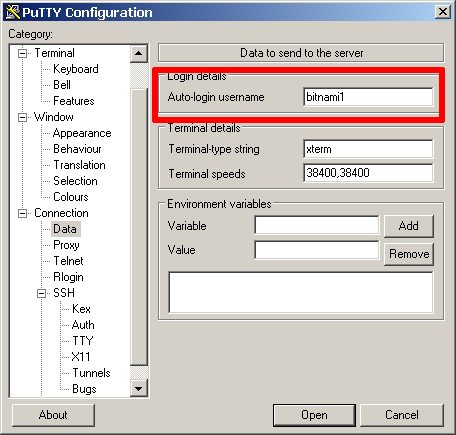 PuTTY Configuration
Category:
Terminal
Keyboard
Bell
Features
Window
Appearance
Behaviour
Translation
Selection
Colours
Connection
Data
Proxy
Telnet
Rlogin
SSH
Kex
Auth
TTY
X11
Tunnels
Bugs
Data to send to the server
Login details
Auto-login username bitnami1
Terminal details
Terminal-type string xterm
Terminal speeds 38400,38400
Environment variables
Variable Add
Value Remove
About Open Cancel